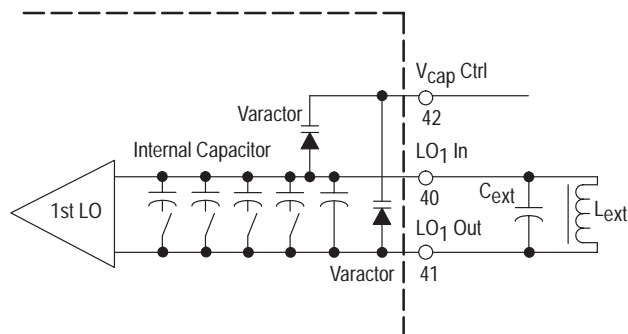 Vcap Ctrl
Varactor
42
Internal Capacitor
LO1 In
1st LO
40
Cext
Lext
LO1 Out
Varactor
41